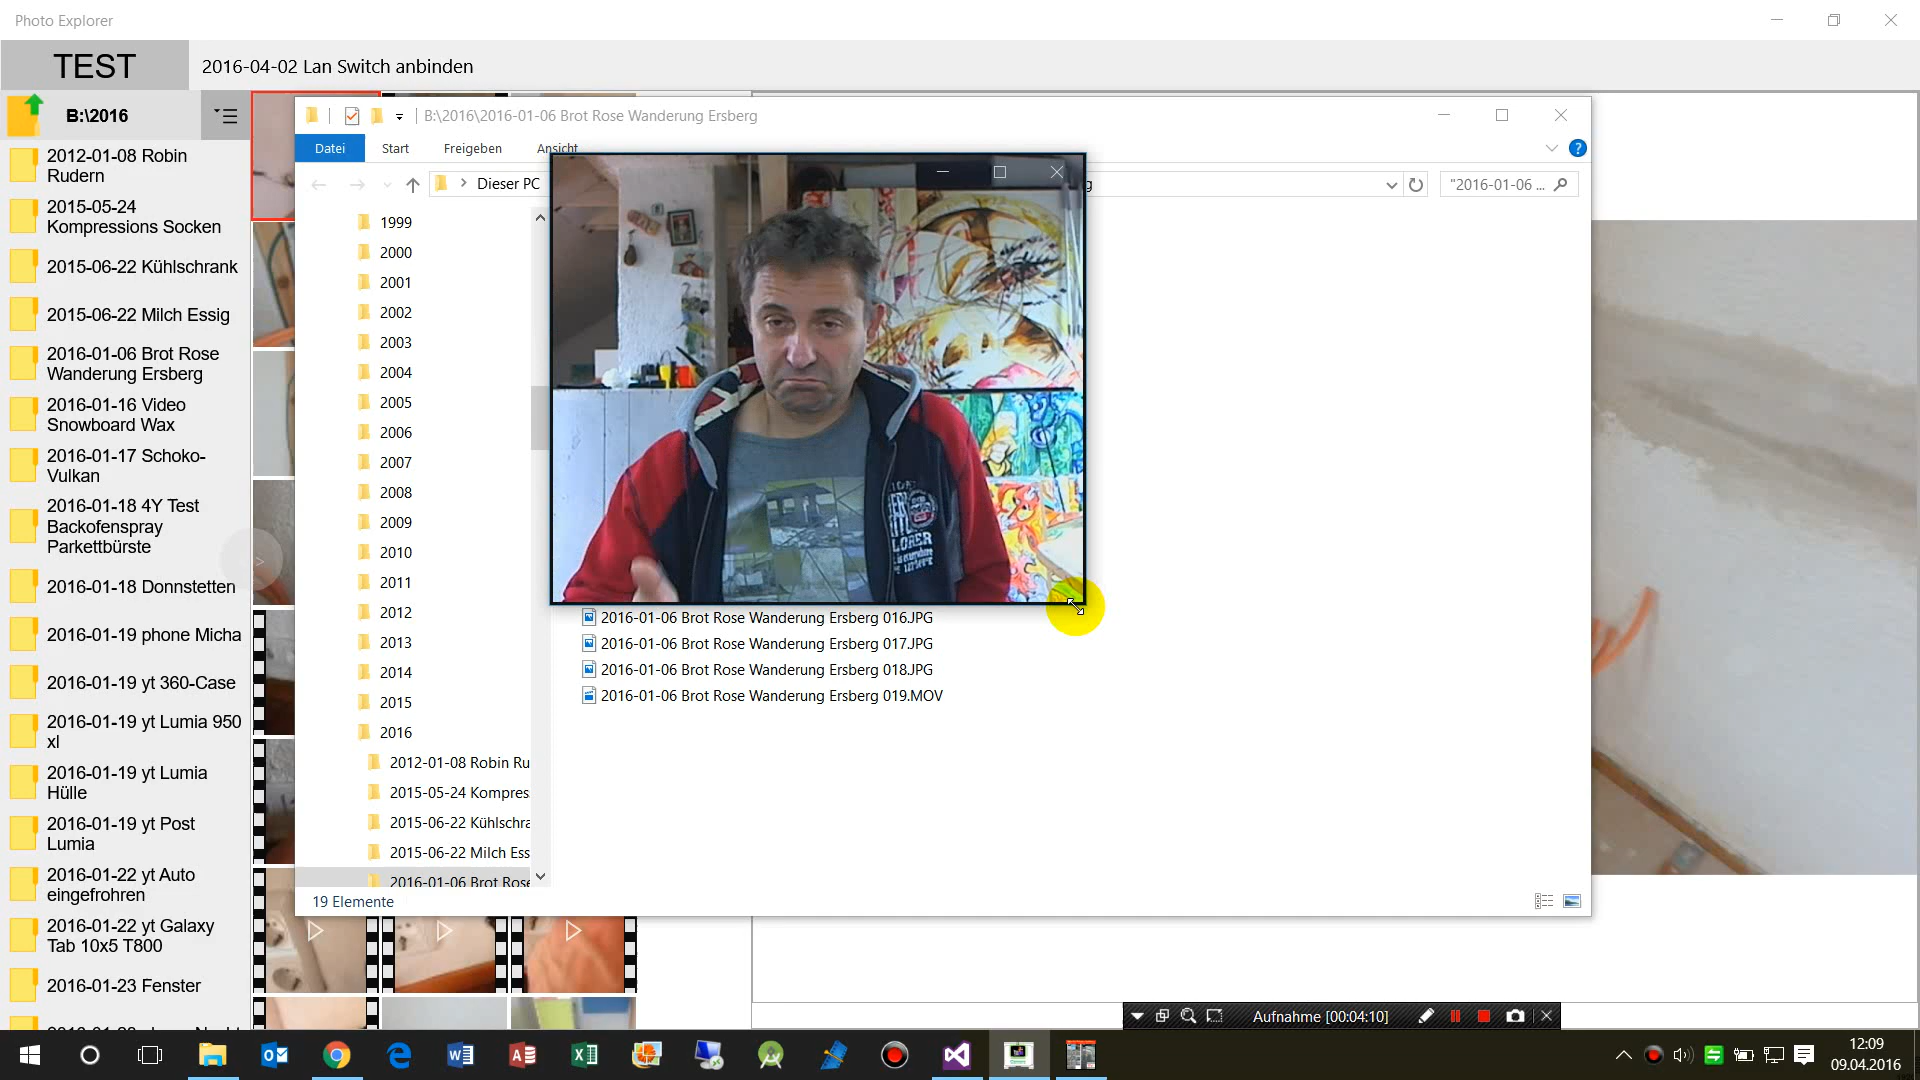 Photo Explorer
TEST
2016-04-02 Lan Switch anbinden
B:\2016
2012-01-08 Robin
Rudern
2015-05-24
Kompressions Socken
2015-06-22 Kühlschrank
2015-06-22 Milch Essig
2016-01-06 Brot Rose
Wanderung Ersberg
2016-01-16 Video
Snowboard Wax
2016-01-17 Schoko-
Vulkan
2016-01-18 4Y Test
Backofenspray
Parkettbürste
2016-01-18 Donnstetten
2016-01-19 phone Micha
2016-01-19 yt 360-Case
2016-01-19 yt Lumia 950
xl
2016-01-19 yt Lumia
Hülle
2016-01-19 yt Post
Lumia
2016-01-22 yt Auto
eingefrohren
2016-01-22 yt Galaxy
Tab 10x5 T800
2016-01-23 Fenster
B:\2016\2016-01-06 Brot Rose Wanderung Ersberg
Datei
Start
Freigeben
Ansicht
Dieser PC
g
"2016-01-06 ...
1999
2000
2001
2002
2003
2004
2005
2006
2007
2008
2009
2010
2011
2012
2013
2014
2015
2016
2012-01-08 Robin Ru
2015-05-24 Kompres
2015-06-22 Kühlschra
2015-06-22 Milch Ess
2016-01-06 Brot Rose
2016-01-06 Brot Rose Wanderung Ersberg 016.JPG
2016-01-06 Brot Rose Wanderung Ersberg 017.JPG
2016-01-06 Brot Rose Wanderung Ersberg 018.JPG
2016-01-06 Brot Rose Wanderung Ersberg 019.MOV
19 Elemente
Aufnahme [00:04:10]
12:09
09.04.2016